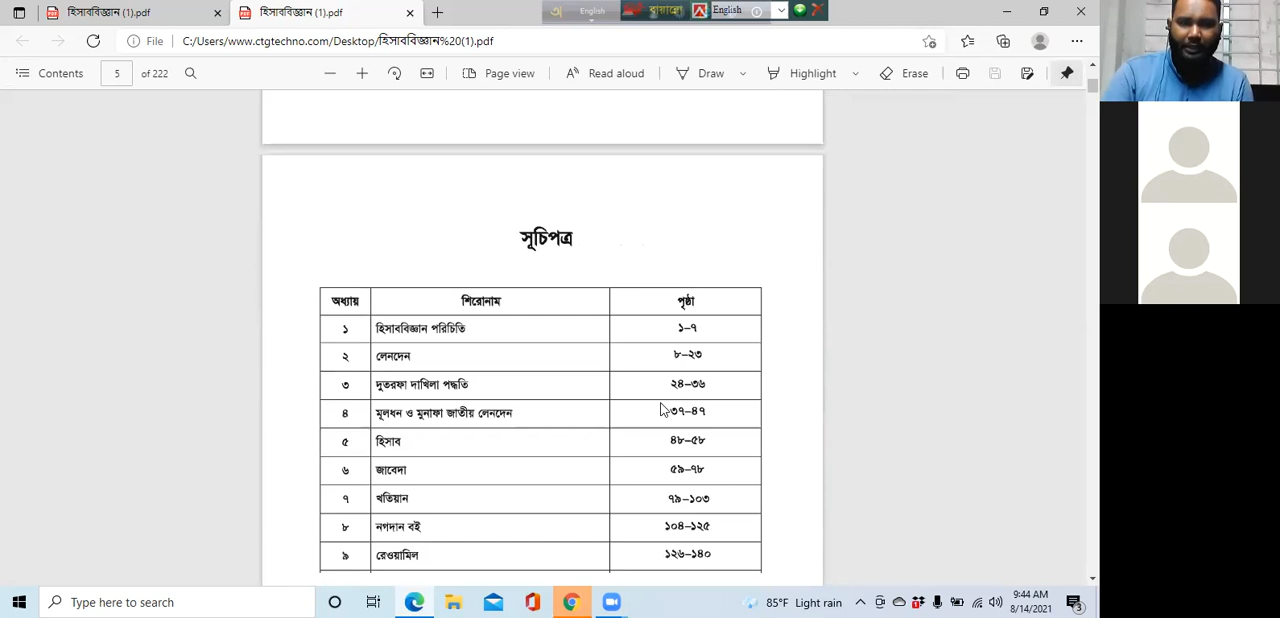 হিসাববিজ্ঞান (1).pdf
হিসাববিজ্ঞান (1).pdf
English
বায়ান্নো
English
File C:/Users/www.ctgtechno.com/Desktop/হিসাববিজ্ঞান%20(1).pdf
Contents 5 of 222 Page view Read aloud Draw Highlight Erase
সূচিপত্র
অধ্যায় শিরোনাম পৃষ্ঠা
১ হিসাববিজ্ঞান পরিচিতি ১–৭
২ লেনদেন ৮–২৩
৩ দুতরফা দাখিলা পদ্ধতি ২৪–৩৬
৪ মূলধন ও মুনাফা জাতীয় লেনদেন ৩৭–৪৭
৫ হিসাব ৪৮–৫৮
৬ জাবেদা ৫৯–৭৮
৭ খতিয়ান ৭৯–১০৩
৮ নগদান বই ১০৪–১২৫
৯ রেওয়ামিল ১২৬–১৪০
Type here to search
85°F Light rain
9:44 AM
8/14/2021
3